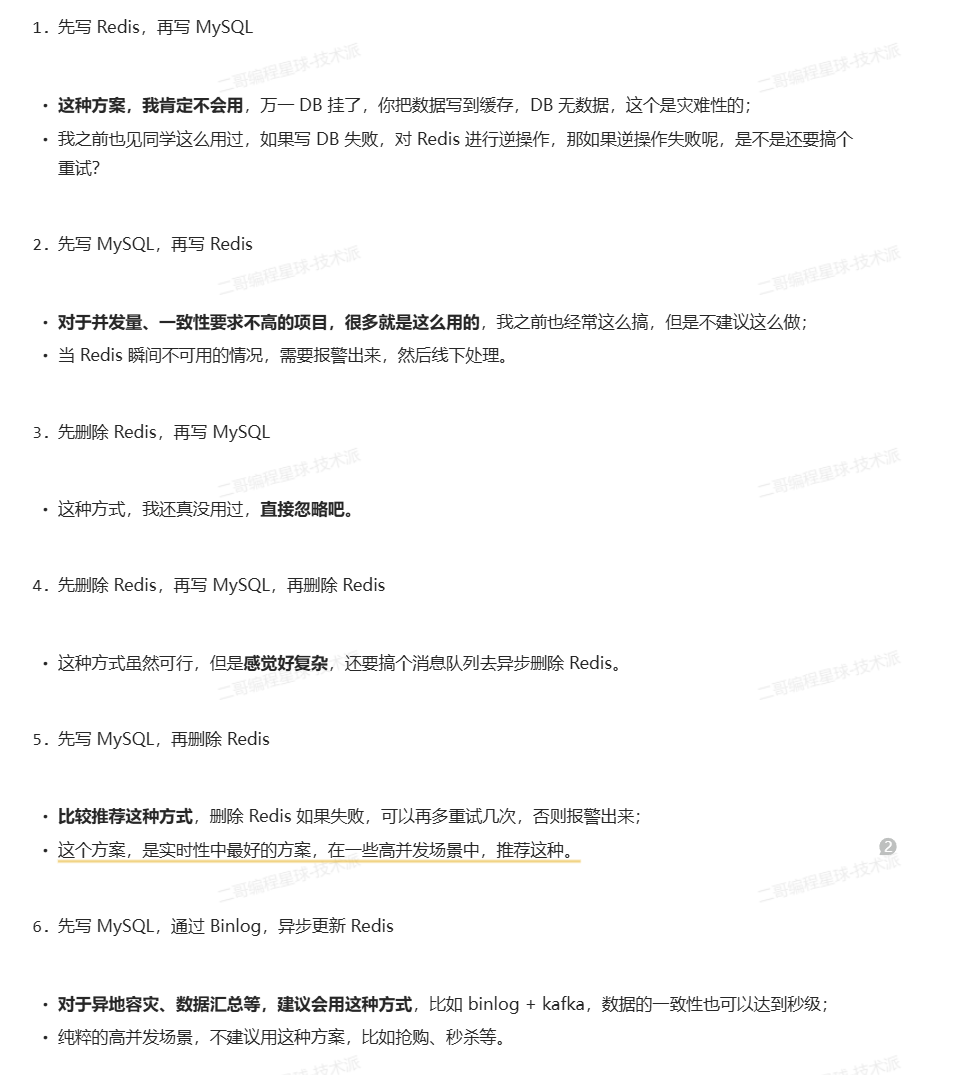 1. 先写 Redis，再写 MySQL
二哥编程星球-技术派
二哥编程星球-技术派
• 这种方案，我肯定不会用，万一 DB 挂了，你把数据写到缓存，DB 无数据，这个是灾难性的；
• 我之前也见同学这么用过，如果写 DB 失败，对 Redis 进行逆操作，那如果逆操作失败呢，是不是还要搞个
重试？
2. 先写 MySQL，再写 Redis
二哥编程星球-技术派
二哥编程星球-技术派
• 对于并发量、一致性要求不高的项目，很多就是这么用的，我之前也经常这么搞，但是不建议这么做；
• 当 Redis 瞬间不可用的情况，需要报警出来，然后线下处理。
3. 先删除 Redis，再写 MySQL
二哥编程星球-技术派
二哥编程星球-技术派
• 这种方式，我还真没用过，直接忽略吧。
4. 先删除 Redis，再写 MySQL，再删除 Redis
• 这种方式虽然可行，但是感觉好复杂，还要搞个消息队列去异步删除 Redis。
二哥编程星球-技术派
二哥编程星球-技术派
5. 先写 MySQL，再删除 Redis
• 比较推荐这种方式，删除 Redis 如果失败，可以再多重试几次，否则报警出来；
• 这个方案，是实时性中最好的方案，在一些高并发场景中，推荐这种。
2
二哥编程星球-技术派
二哥编程星球-技术派
6. 先写 MySQL，通过 Binlog，异步更新 Redis
• 对于异地容灾、数据汇总等，建议会用这种方式，比如 binlog + kafka，数据的一致性也可以达到秒级；
• 纯粹的高并发场景，不建议用这种方案，比如抢购、秒杀等。